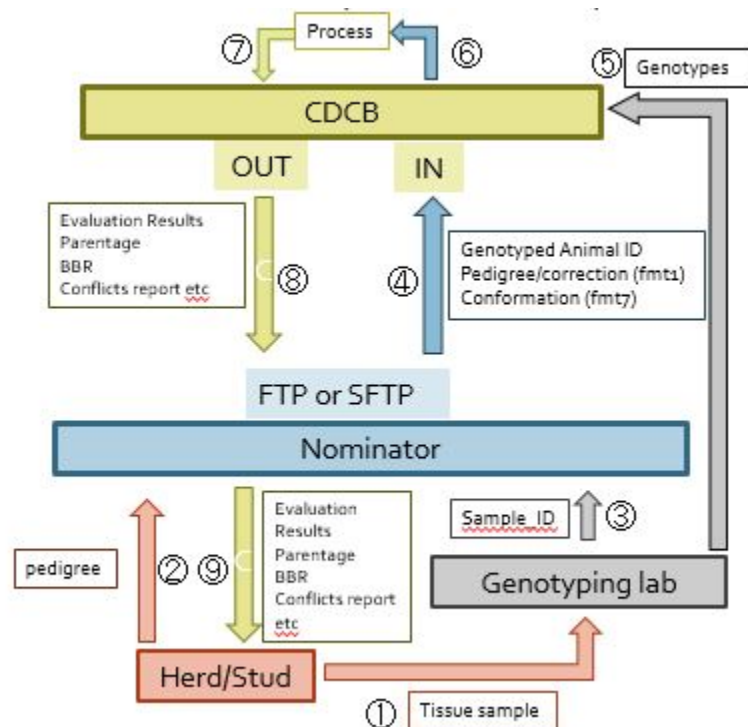 Process
⑦
⑥
⑤
Genotypes
CDCB
OUT
IN
Evaluation Results
Parentage
BBR
Conflicts report etc
⑧
④
Genotyped Animal ID
Pedigree/correction (fmt1)
Conformation (fmt7)
FTP or SFTP
Nominator
pedigree
②
⑨
Evaluation
Results
Parentage
BBR
Conflicts report
etc
Sample_ID
③
Genotyping lab
Herd/Stud
①
Tissue sample